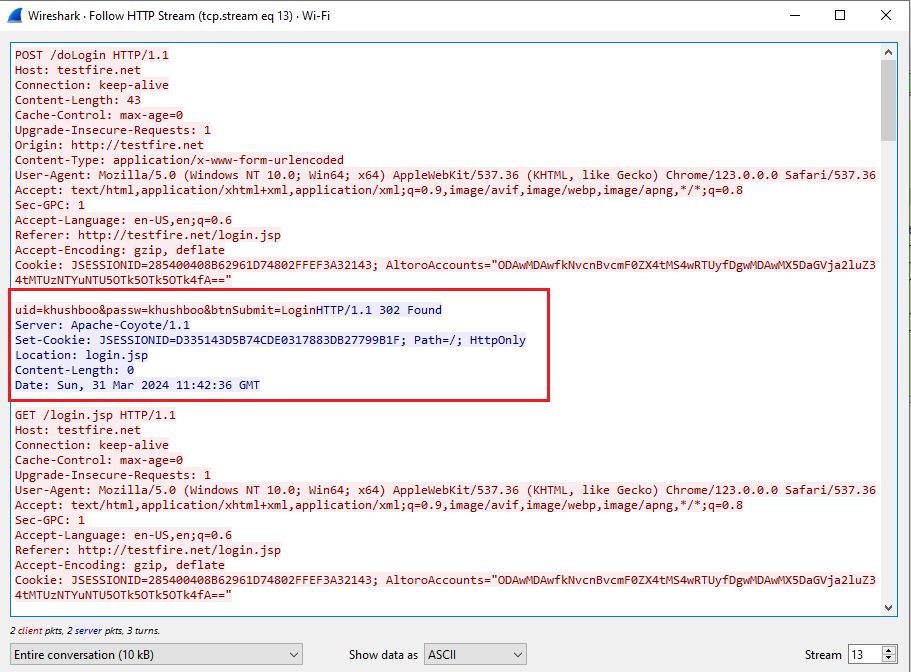 Wireshark · Follow HTTP Stream (tcp.stream eq 13) · Wi-Fi
POST /doLogin HTTP/1.1
Host: testfire.net
Connection: keep-alive
Content-Length: 43
Cache-Control: max-age=0
Upgrade-Insecure-Requests: 1
Origin: http://testfire.net
Content-Type: application/x-www-form-urlencoded
User-Agent: Mozilla/5.0 (Windows NT 10.0; Win64; x64) AppleWebKit/537.36 (KHTML, like Gecko) Chrome/123.0.0.0 Safari/537.36
Accept: text/html,application/xhtml+xml,application/xml;q=0.9,image/avif,image/webp,image/apng,*/*;q=0.8
Sec-GPC: 1
Accept-Language: en-US,en;q=0.6
Referer: http://testfire.net/login.jsp
Accept-Encoding: gzip, deflate
Cookie: JSESSIONID=285400408B62961D74802FFEF3A32143; AltoroAccounts="ODAwMDAwfkNvcnBvcmF0ZX4tMS4wRTUyfDgwMDAwMX5DaGVja2luZ3
4tMTUzNTYuNTU5OTk5OTk5OTk4fA=="
uid=khushboo&passw=khushboo&btnSubmit=LoginHTTP/1.1 302 Found
Server: Apache-Coyote/1.1
Set-Cookie: JSESSIONID=D335143D5B74CDE0317883DB27799B1F; Path=/; HttpOnly
Location: login.jsp
Content-Length: 0
Date: Sun, 31 Mar 2024 11:42:36 GMT
GET /login.jsp HTTP/1.1
Host: testfire.net
Connection: keep-alive
Cache-Control: max-age=0
Upgrade-Insecure-Requests: 1
User-Agent: Mozilla/5.0 (Windows NT 10.0; Win64; x64) AppleWebKit/537.36 (KHTML, like Gecko) Chrome/123.0.0.0 Safari/537.36
Accept: text/html,application/xhtml+xml,application/xml;q=0.9,image/avif,image/webp,image/apng,*/*;q=0.8
Sec-GPC: 1
Accept-Language: en-US,en;q=0.6
Referer: http://testfire.net/login.jsp
Accept-Encoding: gzip, deflate
Cookie: JSESSIONID=285400408B62961D74802FFEF3A32143; AltoroAccounts="ODAwMDAwfkNvcnBvcmF0ZX4tMS4wRTUyfDgwMDAwMX5DaGVja2luZ3
4tMTUzNTYuNTU5OTk5OTk5OTk4fA=="
2 client pkts, 2 server pkts, 3 turns.
Entire conversation (10 kB)
Show data as ASCII
Stream 13